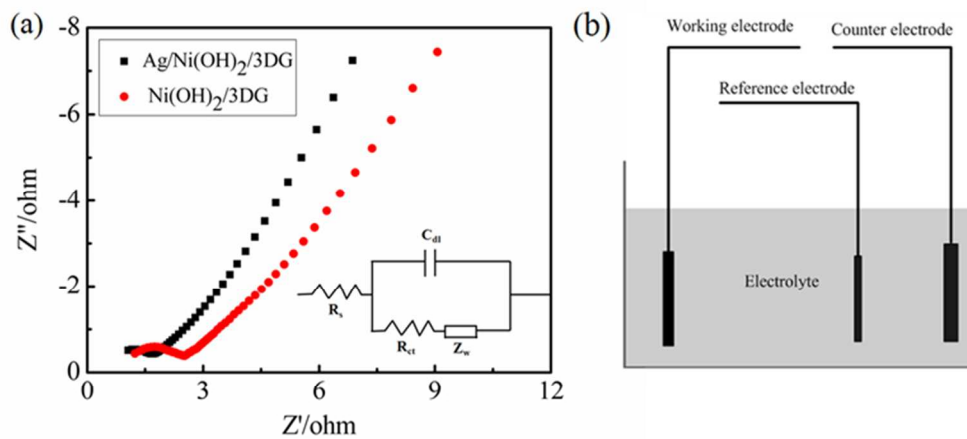 (a)
-8
-6
-4
-2
0
Z''/ohm
Ag/Ni(OH)2/3DG
Ni(OH)2/3DG
Cdl
Rs
Rct
Zw
0 3 6 9 12
Z'/ohm
(b)
Working electrode Counter electrode
Reference electrode
Electrolyte